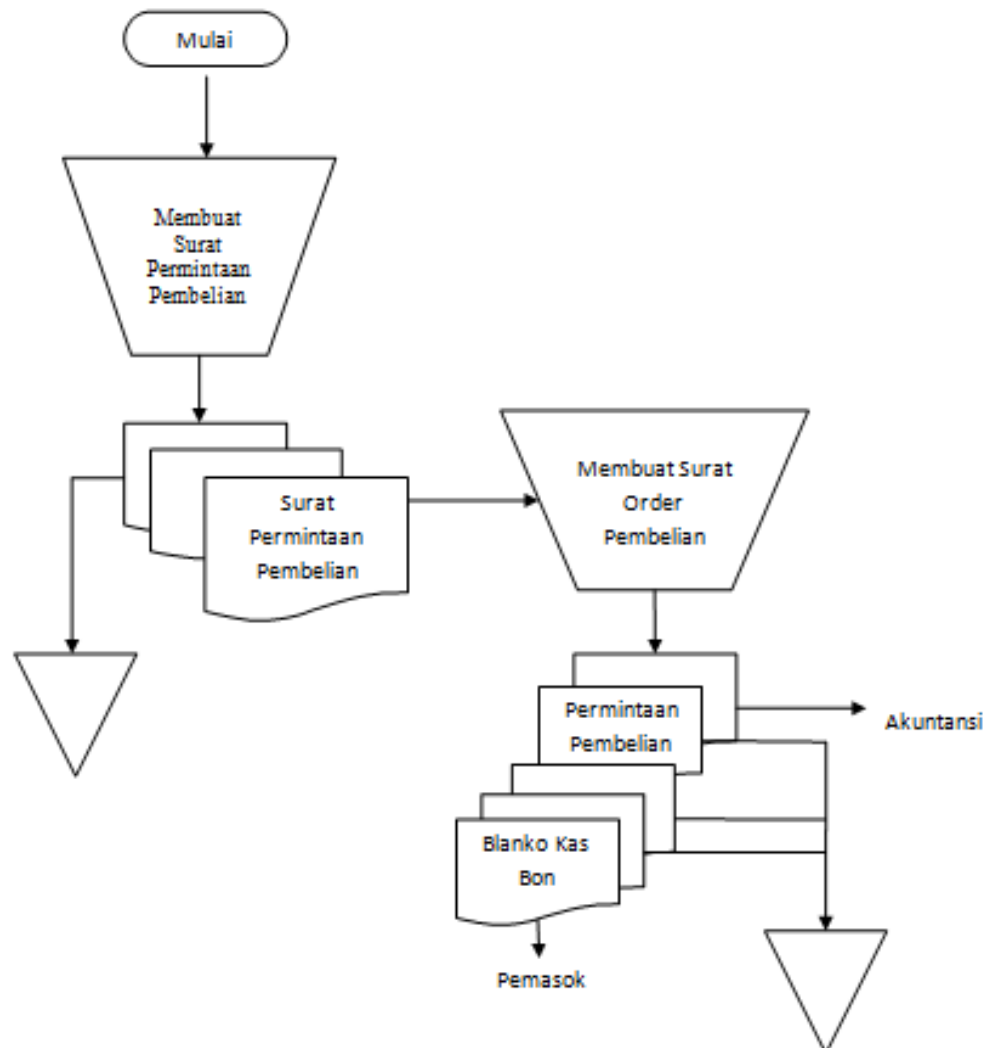 Mulai
Membuat
Surat
Permintaan
Pembelian
Surat
Permintaan
Pembelian
Membuat Surat
Order
Pembelian
Permintaan
Pembelian
Akuntansi
Blanko Kas
Bon
Pemasok